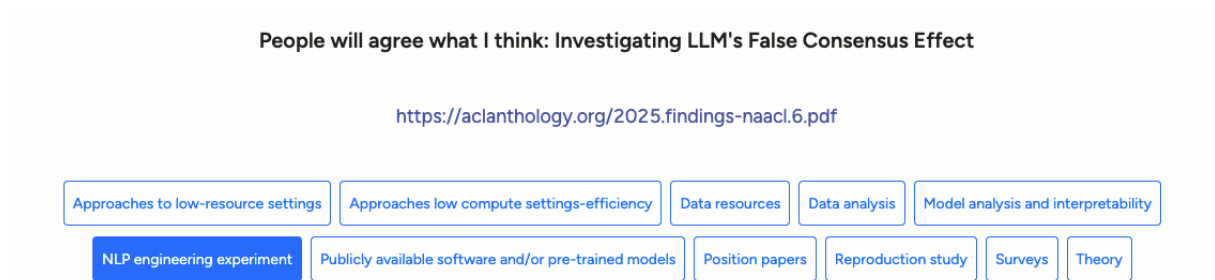 People will agree what I think: Investigating LLM's False Consensus Effect
https://aclanthology.org/2025.findings-naacl.6.pdf
Approaches to low-resource settings Approaches low compute settings-efficiency Data resources Data analysis Model analysis and interpretability
NLP engineering experiment Publicly available software and/or pre-trained models Position papers Reproduction study Surveys Theory